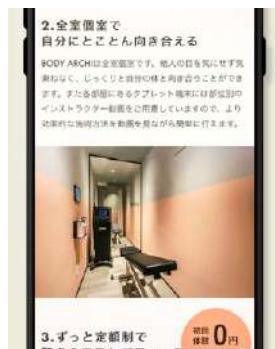 2.全室個室で
自分にとことん向き合える
BODY ARCHIは全室個室です。他人の目を気にせず気
兼ねなく、じっくりと自分の体と向き合うことができ
ます。また各部屋にあるタブレット端末には部位別の
インストラクター動画をご用意していますので、より
効果的な施術方法を動画を見ながら簡単に行えます。
3.ずっと定額制で
初回
体験 0円